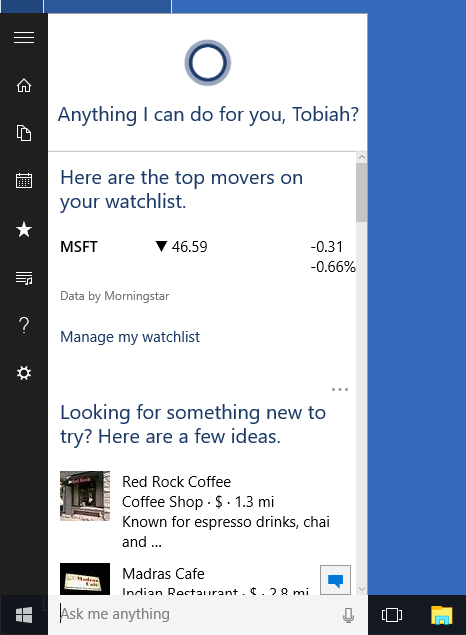 Anything I can do for you, Tobiah?
Here are the top movers on
your watchlist.
MSFT ▼ 46.59 -0.31
-0.66%
Data by Morningstar
Manage my watchlist
Looking for something new to
try? Here are a few ideas.
Red Rock Coffee
Coffee Shop · $ · 1.3 mi
Known for espresso drinks, chai
and ...
Madras Cafe
Indian Restaurant · $ · 2.8 mi
Ask me anything